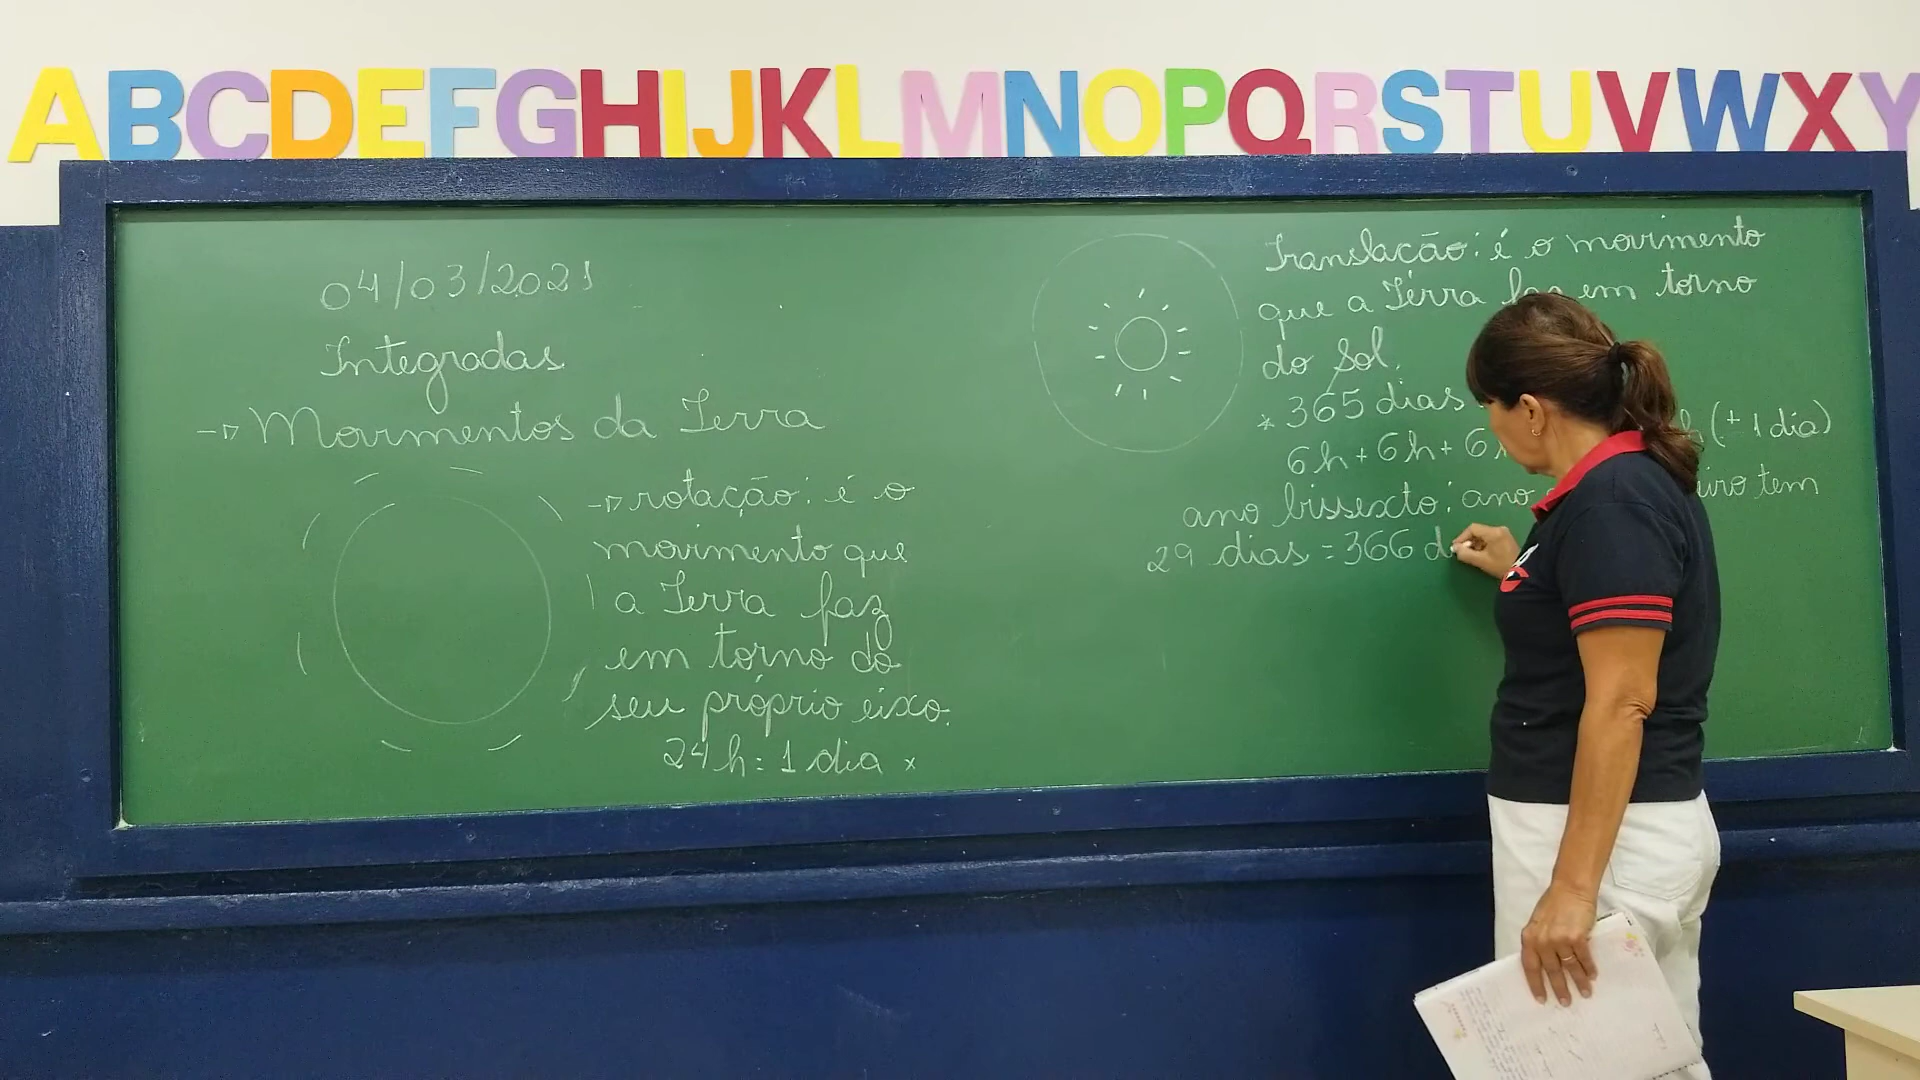 ABCDEFGHIJKLMNOPQRSTUVWXY
04/03/2021
Integradas
→ Movimentos da Terra
→ rotação: é o
movimento que
a Terra faz
em torno do
seu próprio eixo.
24h = 1 dia *
Translação: é o movimento
que a Terra faz em torno
do Sol.
* 365 dias
6h + 6h + 6h (+ 1 dia)
ano bissexto: ano tem
29 dias = 366 d